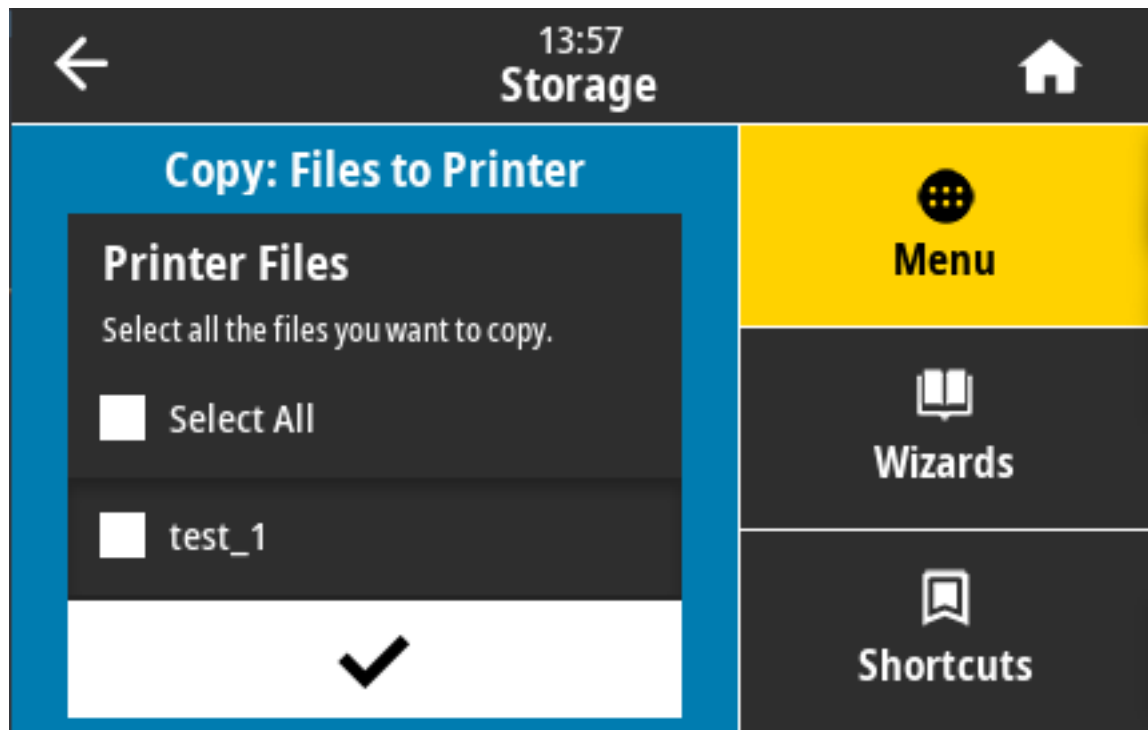 13:57
Storage
Copy: Files to Printer
Printer Files
Select all the files you want to copy.
Select All
test_1
Menu
Wizards
Shortcuts